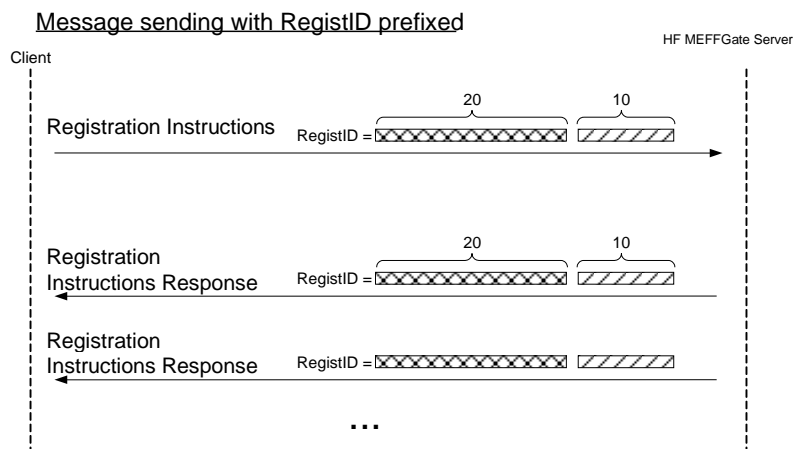 Message sending with RegistID prefixed
HF MEFFGate Server
Client
20 10
Registration Instructions RegistID =
20 10
Registration
Instructions Response RegistID =
Registration
Instructions Response RegistID =
...